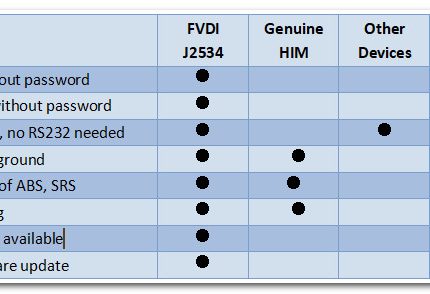 FVDI Genuine Other
J2534 HIM Devices
out password
without password
, no RS232 needed
ground
of ABS, SRS
g
available
are update